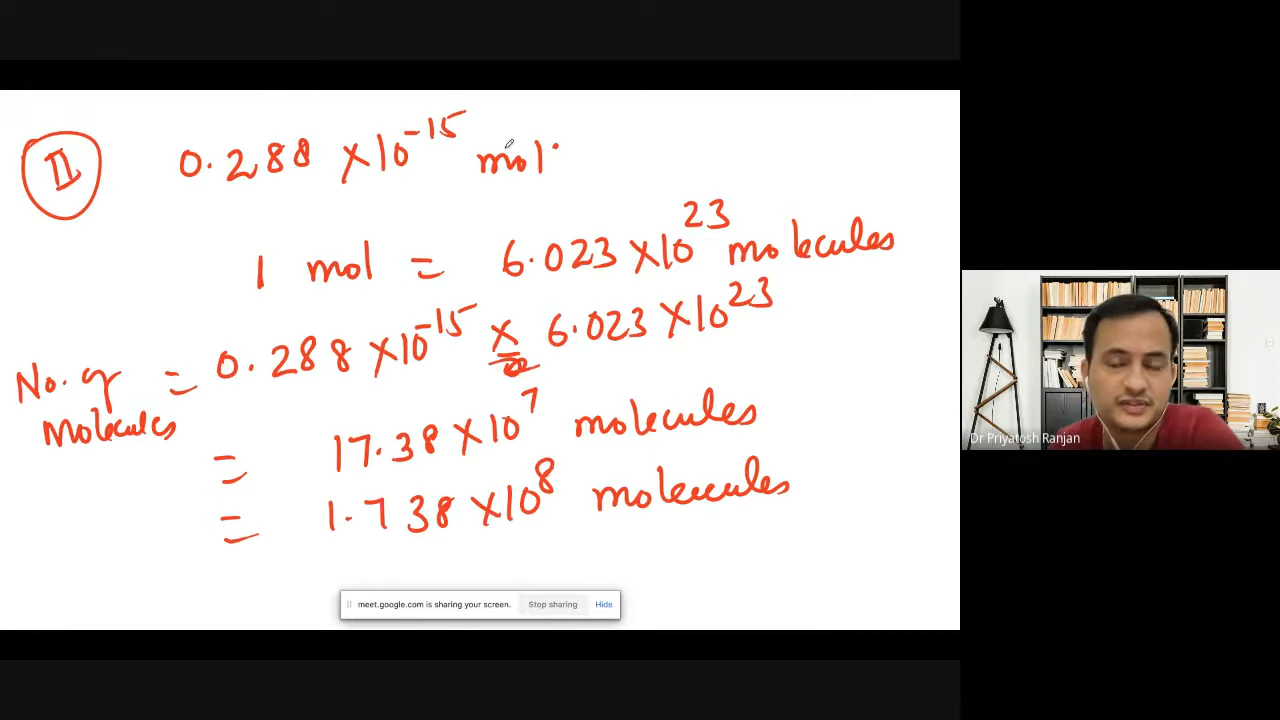 II 0.288 ×10⁻¹⁵ mol.
1 mol = 6.023 ×10²³ molecules
No. of Molecules = 0.288 ×10⁻¹⁵ × 6.023 ×10²³
= 17.38 ×10⁷ molecules
= 1.738 ×10⁸ molecules
Dr Priyatosh Ranjan
meet.google.com is sharing your screen. Stop sharing Hide